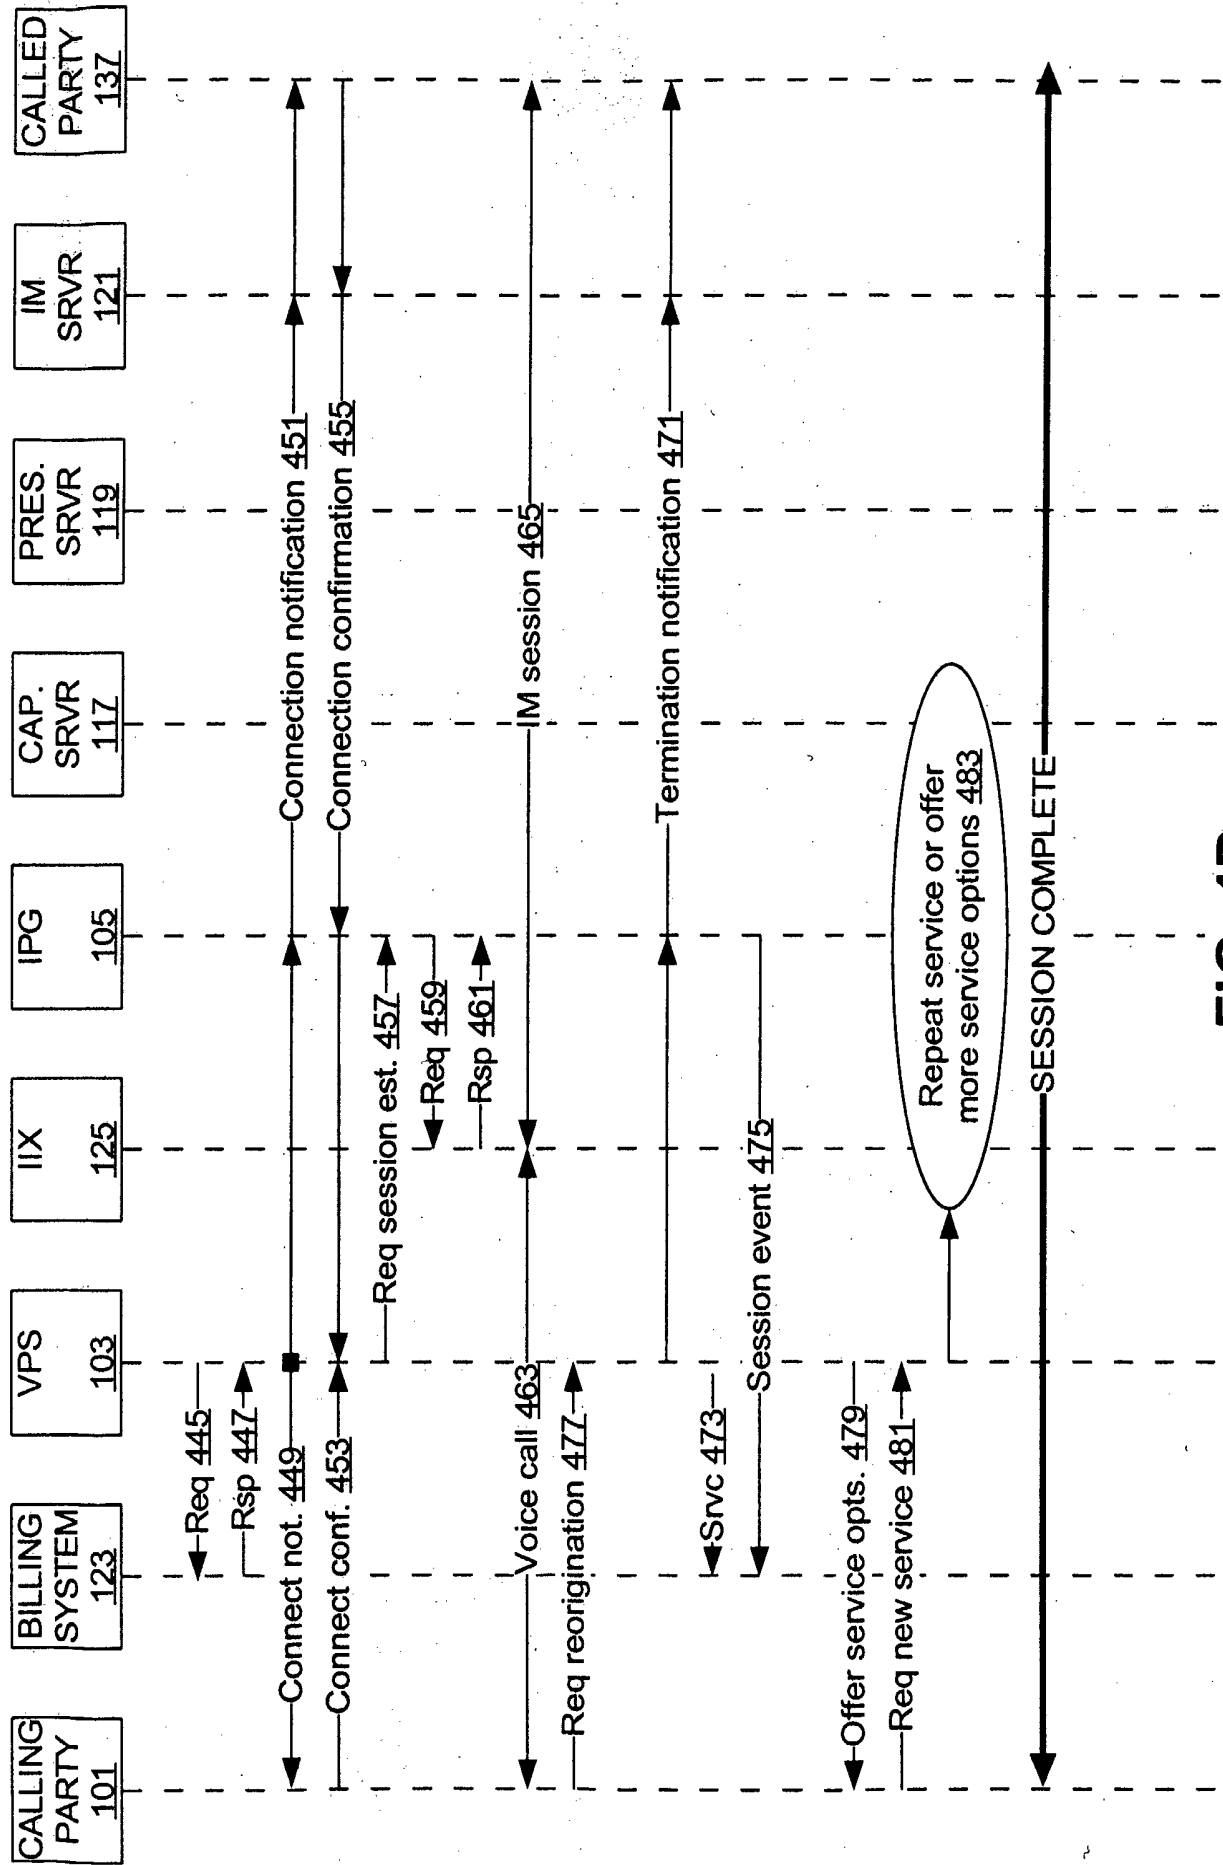 CALLING
PARTY
101
BILLING
SYSTEM
123
VPS
103
IIX
125
IPG
105
CAP.
SRVR
117
PRES.
SRVR
119
IM
SRVR
121
CALLED
PARTY
137
Req 445
Rsp 447
Connect not. 449
Connection notification 451
Connect conf. 453
Connection confirmation 455
Req session est. 457
Req 459
Rsp 461
Voice call 463
IM session 465
Req reorigination 477
Termination notification 471
Srvc 473
Session event 475
Offer service opts. 479
Req new service 481
Repeat service or offer
more service options 483
SESSION COMPLETE